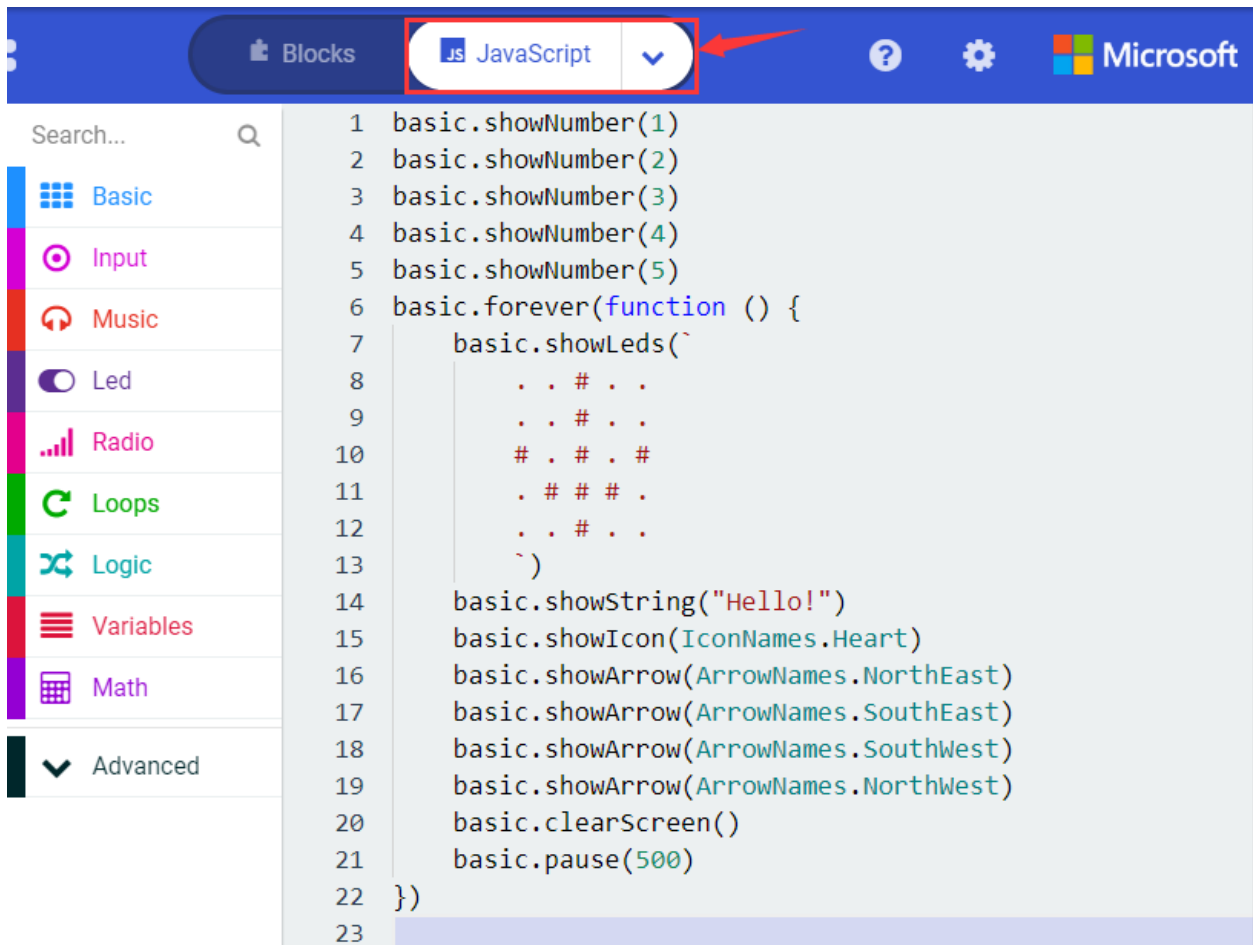 Blocks
JS JavaScript
Microsoft
Search...
Basic
Input
Music
Led
Radio
Loops
Logic
Variables
Math
Advanced
1 basic.showNumber(1)
2 basic.showNumber(2)
3 basic.showNumber(3)
4 basic.showNumber(4)
5 basic.showNumber(5)
6 basic.forever(function () {
7     basic.showLeds(`
8         . . # . .
9         . . # . .
10         # . # . #
11         . # # # .
12         . . # . .
13         `)
14     basic.showString("Hello!")
15     basic.showIcon(IconNames.Heart)
16     basic.showArrow(ArrowNames.NorthEast)
17     basic.showArrow(ArrowNames.SouthEast)
18     basic.showArrow(ArrowNames.SouthWest)
19     basic.showArrow(ArrowNames.NorthWest)
20     basic.clearScreen()
21     basic.pause(500)
22 })
23